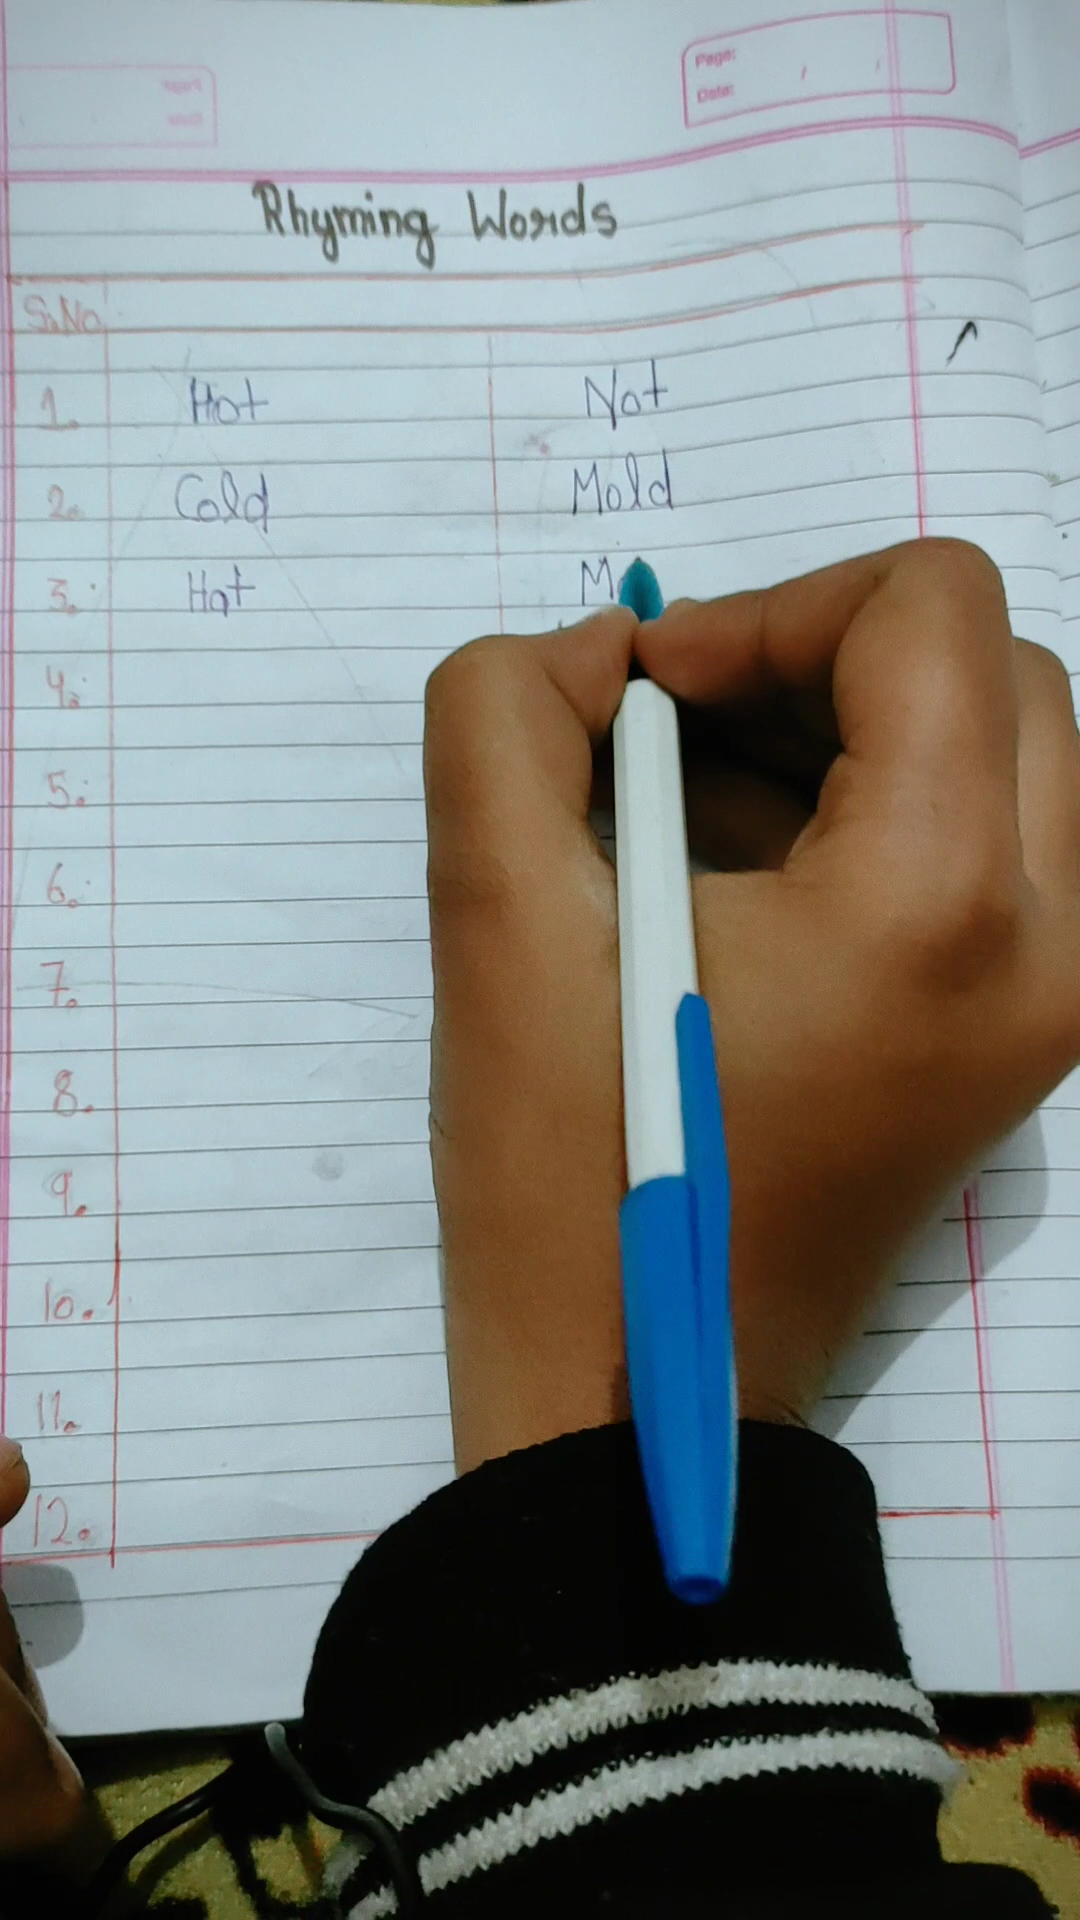 Page:
Date:
Rhyming Words
S.No.
1. Hot Not
2. Cold Mold
3. Hat M
4.
5.
6.
7.
8.
9.
10.
11.
12.